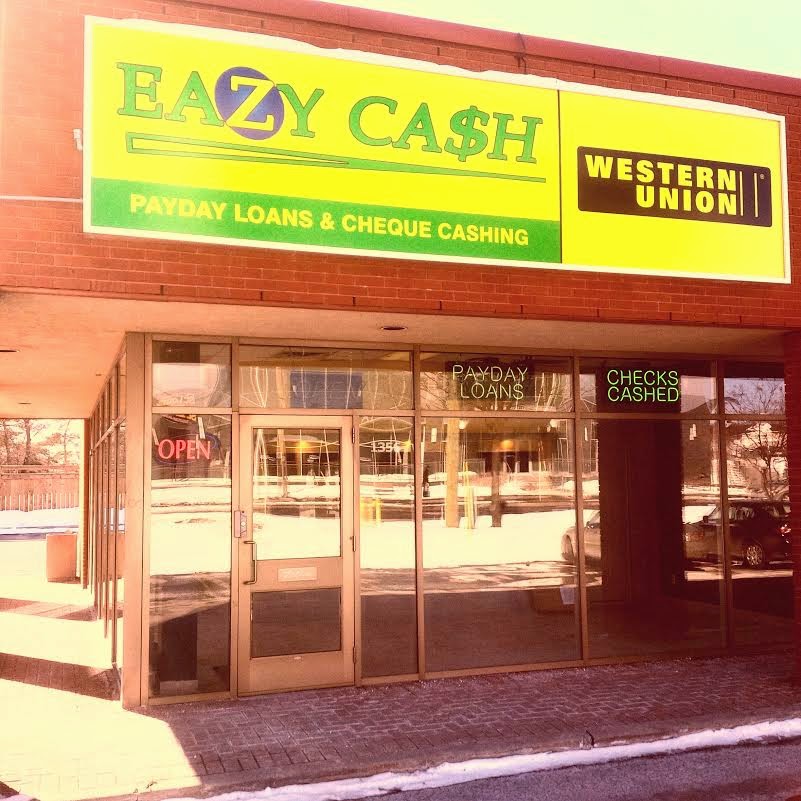 EAZY CA$H
PAYDAY LOANS & CHEQUE CASHING
WESTERN
UNION
PAYDAY
LOAN$
CHECKS
CASHED
OPEN